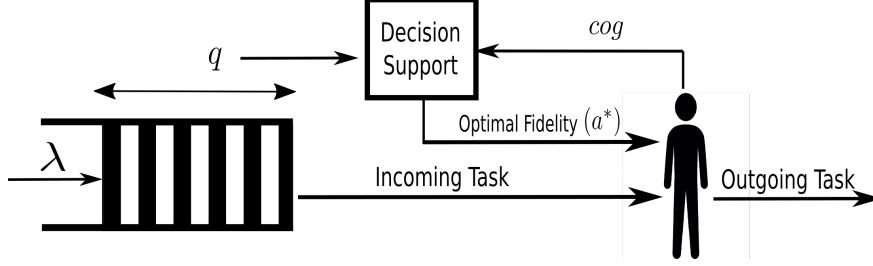 Decision
Support
q
cog
Optimal Fidelity (a*)
λ
Incoming Task
Outgoing Task